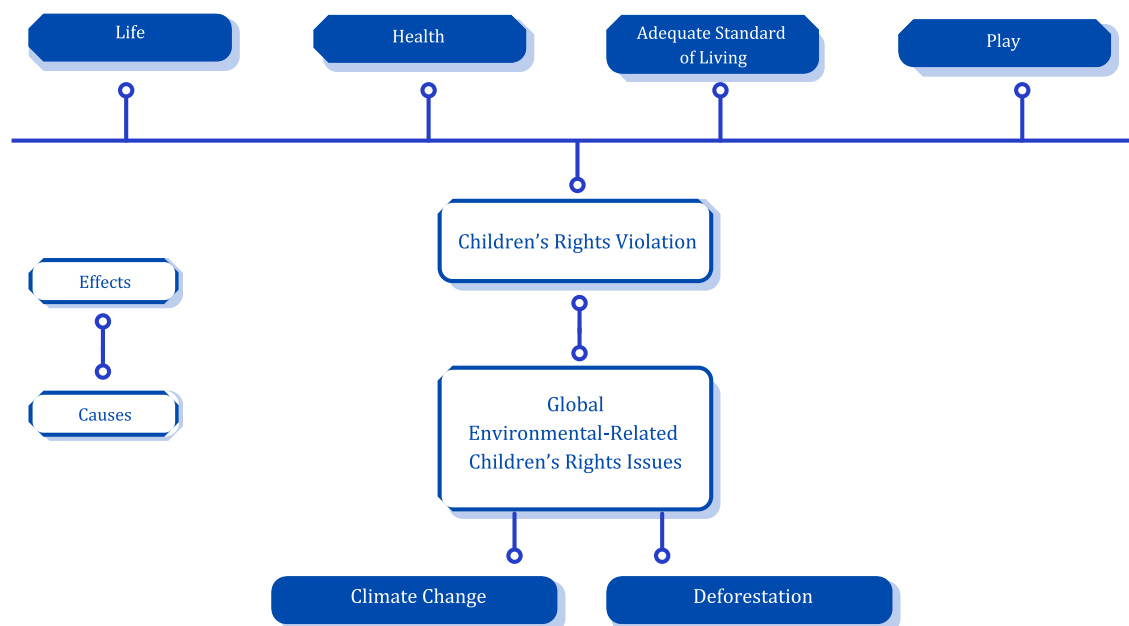 Life
Health
Adequate Standard
of Living
Play
Children’s Rights Violation
Effects
Causes
Global
Environmental-Related
Children’s Rights Issues
Climate Change
Deforestation